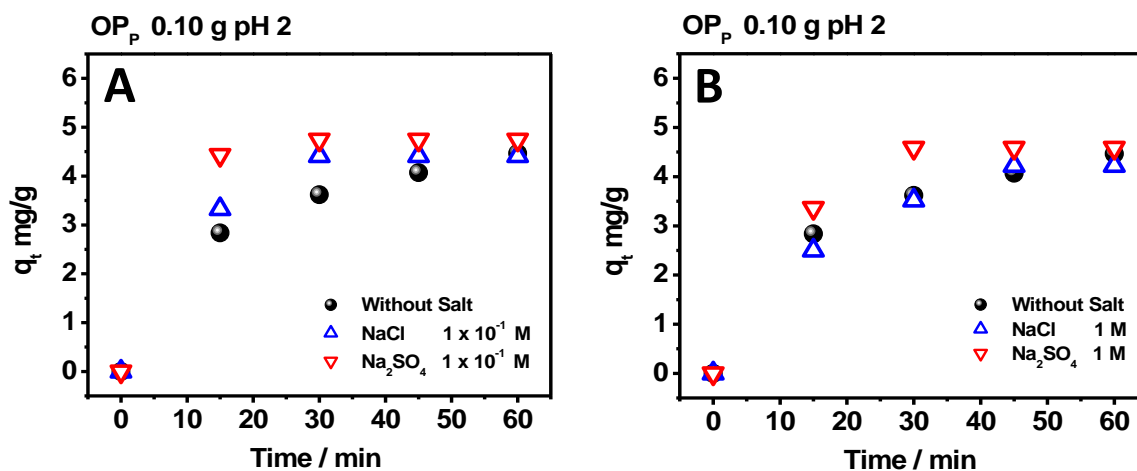 OPP 0.10 g pH 2
A
qt mg/g
6
5
4
3
2
1
0
Without Salt
NaCl 1 x 10⁻¹ M
Na₂SO₄ 1 x 10⁻¹ M
0 10 20 30 40 50 60
Time / min
OPP 0.10 g pH 2
B
qt mg/g
6
5
4
3
2
1
0
Without Salt
NaCl 1 M
Na₂SO₄ 1 M
0 10 20 30 40 50 60
Time / min